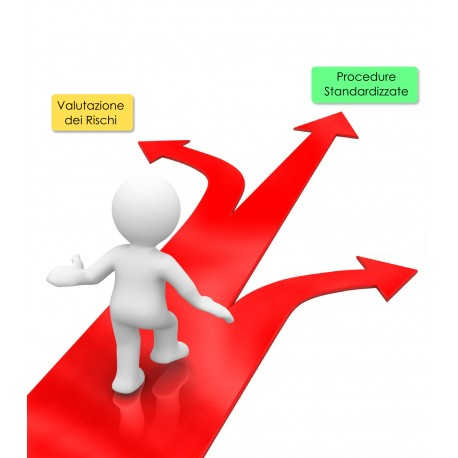 Valutazione
dei Rischi
Procedure
Standardizzate